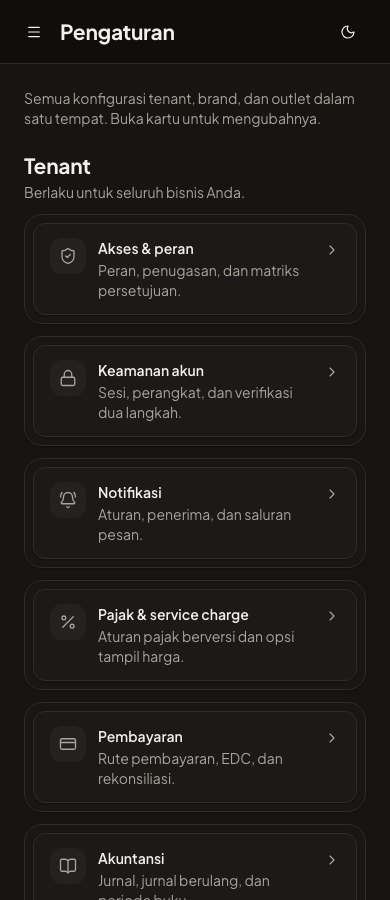 Pengaturan
Semua konfigurasi tenant, brand, dan outlet dalam
satu tempat. Buka kartu untuk mengubahnya.
Tenant
Berlaku untuk seluruh bisnis Anda.
Akses & peran
Peran, penugasan, dan matriks
persetujuan.
Keamanan akun
Sesi, perangkat, dan verifikasi
dua langkah.
Notifikasi
Aturan, penerima, dan saluran
pesan.
Pajak & service charge
Aturan pajak berversi dan opsi
tampil harga.
Pembayaran
Rute pembayaran, EDC, dan
rekonsiliasi.
Akuntansi
Jurnal, jurnal berulang, dan
periode buku.